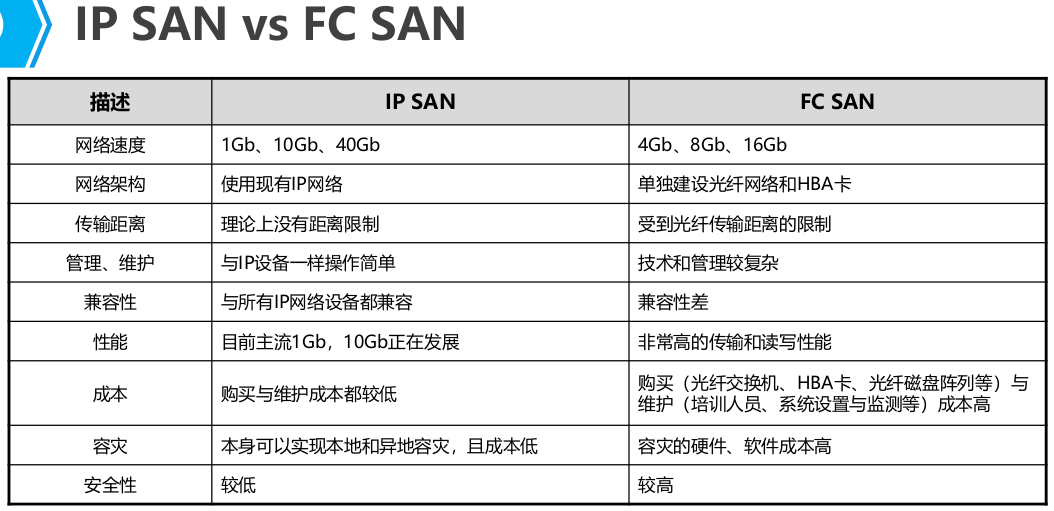 IP SAN vs FC SAN
描述 IP SAN FC SAN
网络速度 1Gb、10Gb、40Gb 4Gb、8Gb、16Gb
网络架构 使用现有IP网络 单独建设光纤网络和HBA卡
传输距离 理论上没有距离限制 受到光纤传输距离的限制
管理、维护 与IP设备一样操作简单 技术和管理较复杂
兼容性 与所有IP网络设备都兼容 兼容性差
性能 目前主流1Gb，10Gb正在发展 非常高的传输和读写性能
成本 购买与维护成本都较低 购买（光纤交换机、HBA卡、光纤磁盘阵列等）与
维护（培训人员、系统设置与监测等）成本高
容灾 本身可以实现本地和异地容灾，且成本低 容灾的硬件、软件成本高
安全性 较低 较高